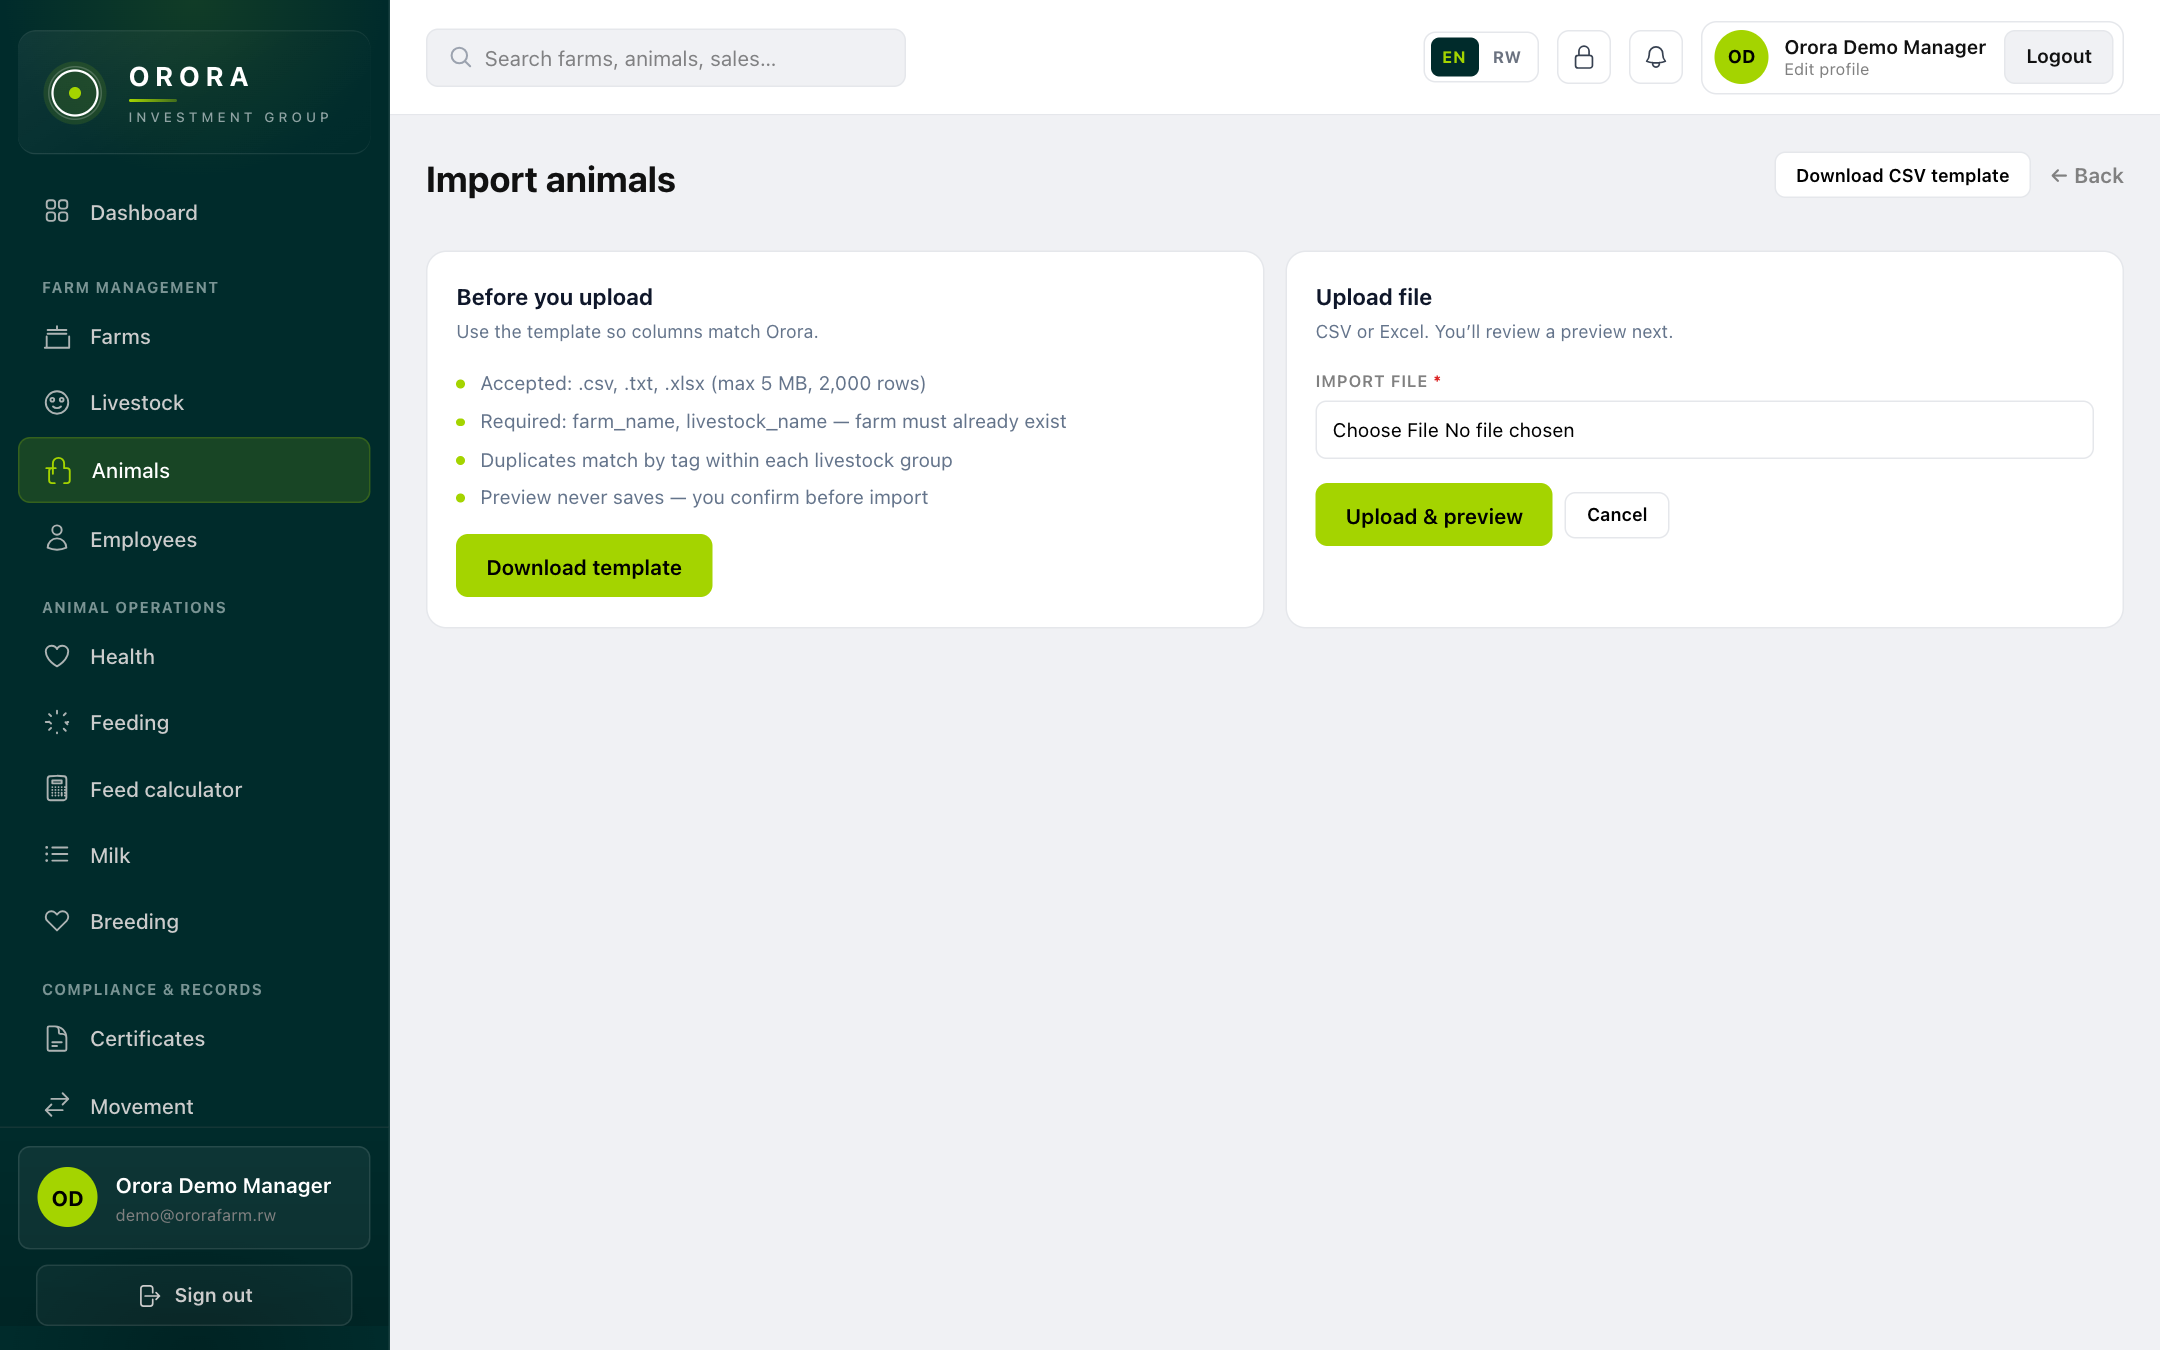 ORORA
INVESTMENT GROUP
Dashboard
FARM MANAGEMENT
Farms
Livestock
Animals
Employees
ANIMAL OPERATIONS
Health
Feeding
Feed calculator
Milk
Breeding
COMPLIANCE & RECORDS
Certificates
Movement
OD
Orora Demo Manager
demo@ororafarm.rw
Sign out
Search farms, animals, sales...
EN RW
OD
Orora Demo Manager
Edit profile
Logout
Import animals
Download CSV template
← Back
Before you upload
Use the template so columns match Orora.
Accepted: .csv, .txt, .xlsx (max 5 MB, 2,000 rows)
Required: farm_name, livestock_name — farm must already exist
Duplicates match by tag within each livestock group
Preview never saves — you confirm before import
Download template
Upload file
CSV or Excel. You’ll review a preview next.
IMPORT FILE *
Choose File No file chosen
Upload & preview
Cancel